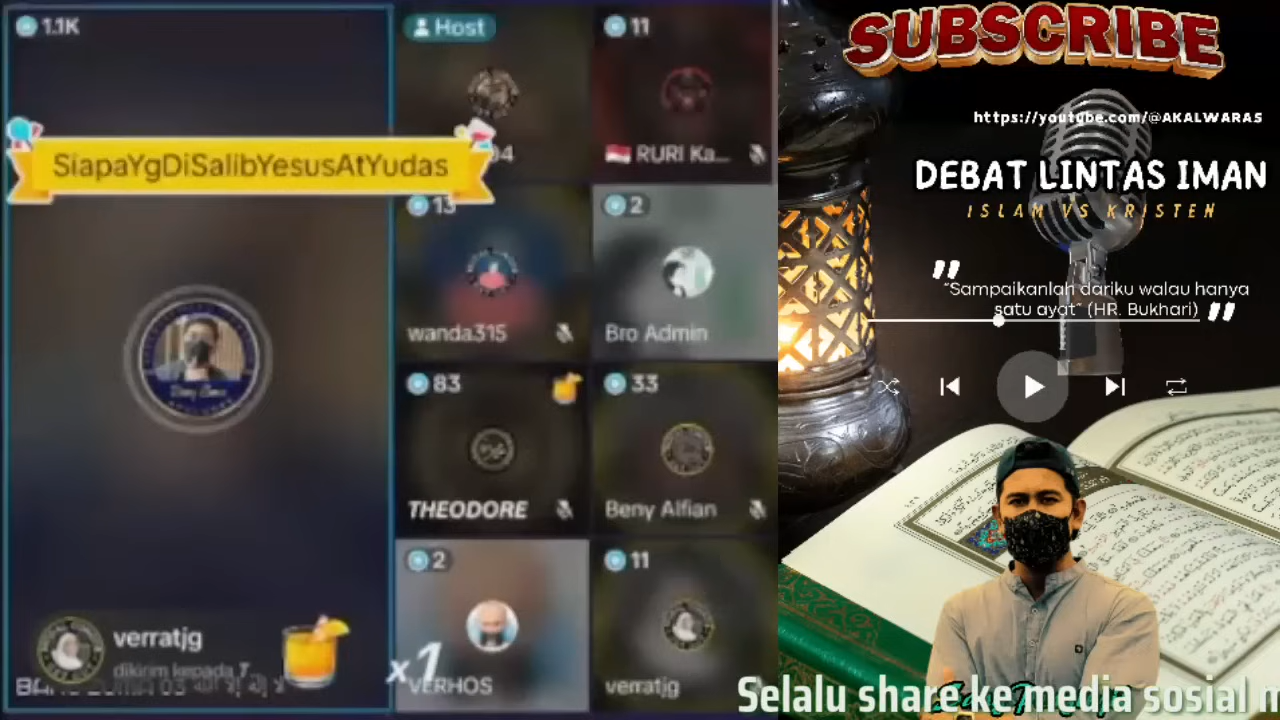 1.1K
Host
11
RURI Ka...
SiapaYgDiSalibYesusAtYudas
13
2
wanda315
Bro Admin
83
33
THEODORE
Beny Alfian
2
11
verratjg
dikirim kepada
x1
VERHOS
verratjg
SUBSCRIBE
https://youtube.com/@AKALWARAS
DEBAT LINTAS IMAN
ISLAM VS KRISTEN
"Sampaikanlah dariku walau hanya
satu ayat" (HR. Bukhari)
Selalu share ke media sosial